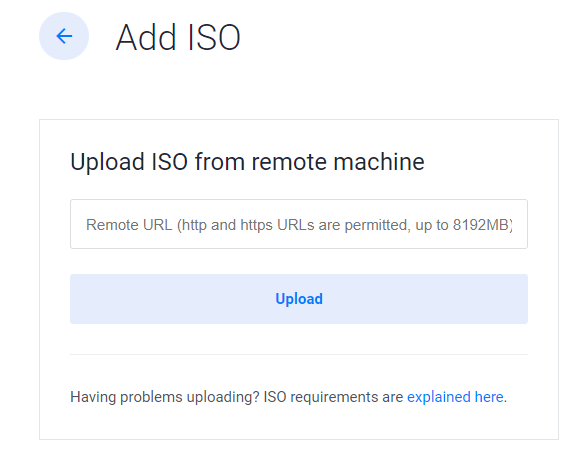 Add ISO
Upload ISO from remote machine
Remote URL (http and https URLs are permitted, up to 8192MB)
Upload
Having problems uploading? ISO requirements are explained here.